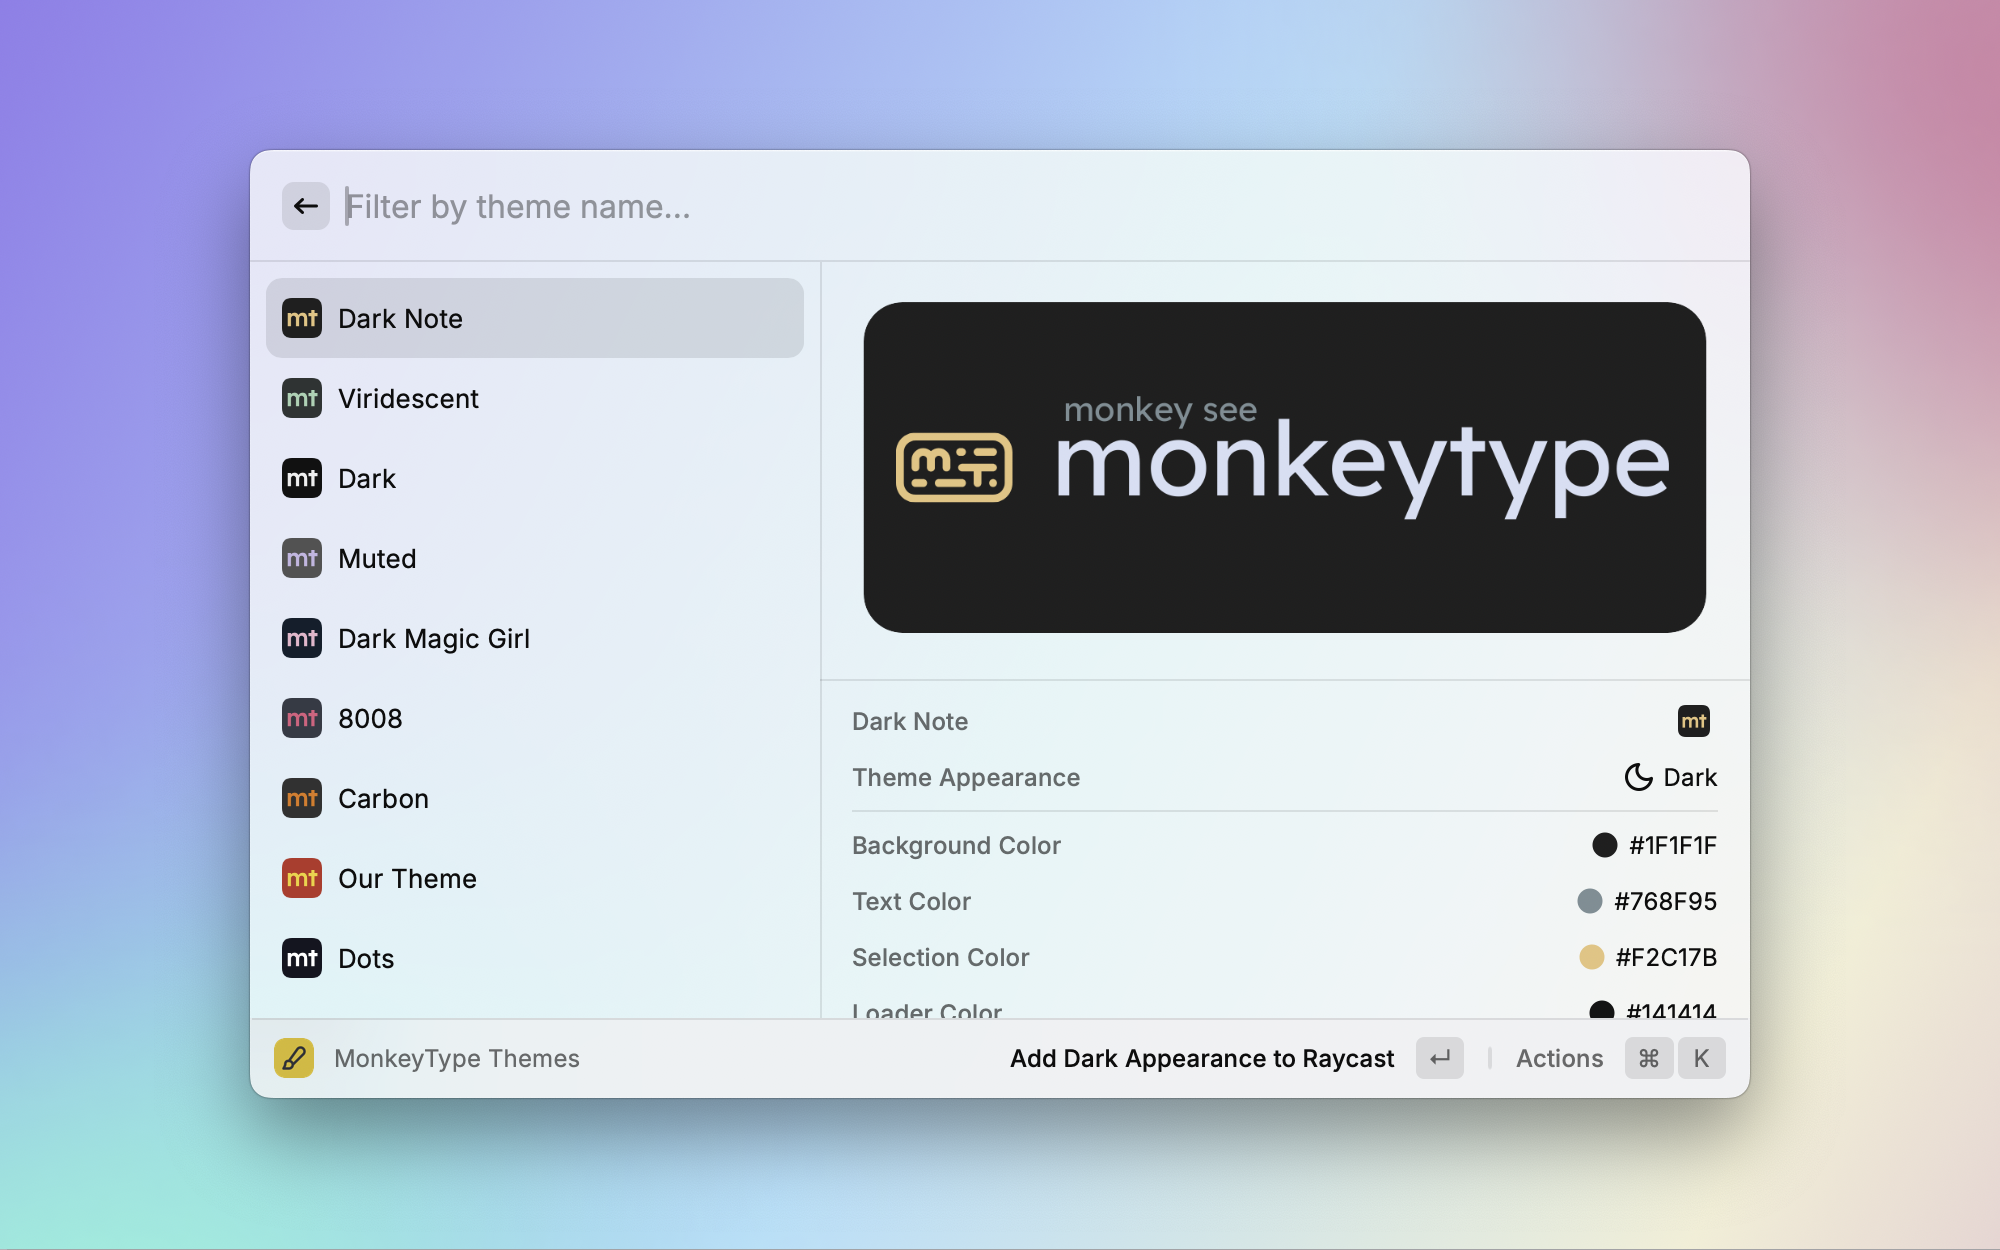 Filter by theme name...
mt Dark Note
mt Viridescent
mt Dark
mt Muted
mt Dark Magic Girl
mt 8008
mt Carbon
mt Our Theme
mt Dots
monkey see
monkeytype
Dark Note mt
Theme Appearance Dark
Background Color #1F1F1F
Text Color #768F95
Selection Color #F2C17B
Loader Color #141414
MonkeyType Themes
Add Dark Appearance to Raycast ↵ Actions ⌘ K